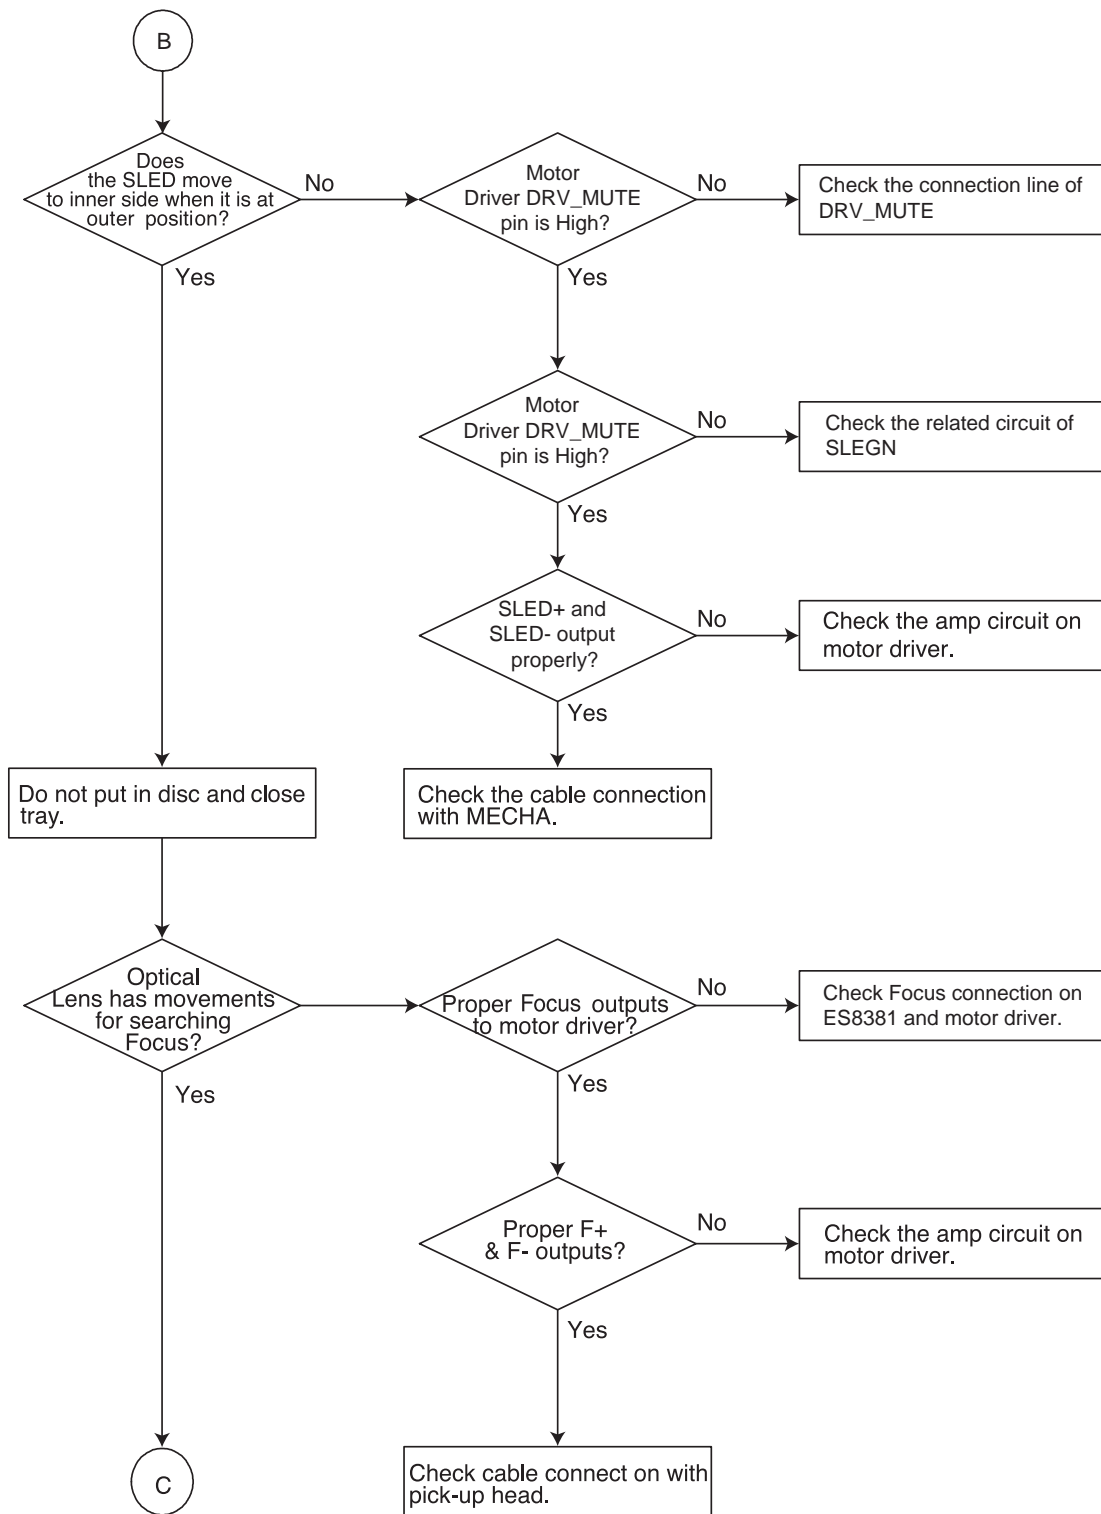 B
Does
the SLED move
to inner side when it is at
outer position?
No
Yes
Motor
Driver DRV_MUTE
pin is High?
No
Yes
Check the connection line of
DRV_MUTE
Motor
Driver DRV_MUTE
pin is High?
No
Yes
Check the related circuit of
SLEGN
SLED+ and
SLED- output
properly?
No
Yes
Check the amp circuit on
motor driver.
Do not put in disc and close
tray.
Check the cable connection
with MECHA.
Optical
Lens has movements
for searching
Focus?
Yes
Proper Focus outputs
to motor driver?
No
Yes
Check Focus connection on
ES8381 and motor driver.
Proper F+
& F- outputs?
No
Yes
Check the amp circuit on
motor driver.
C
Check cable connect on with
pick-up head.